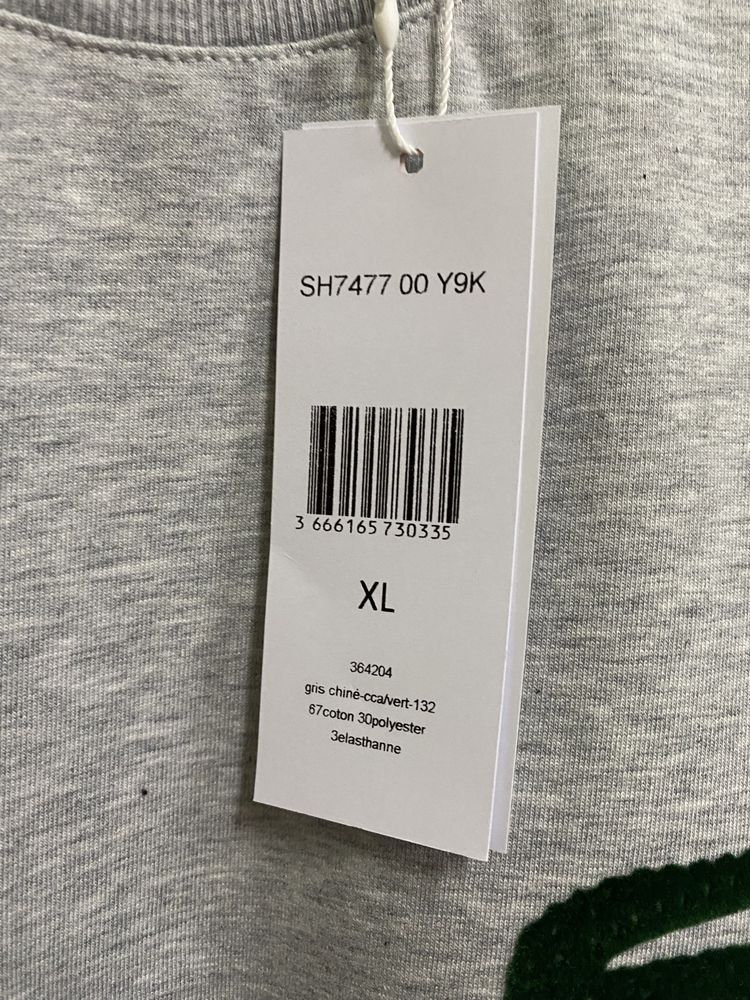 SH7477 00 Y9K
3 666165 730335
XL
364204
gris chiné-cca/vert-132
67coton 30polyester
3elasthanne